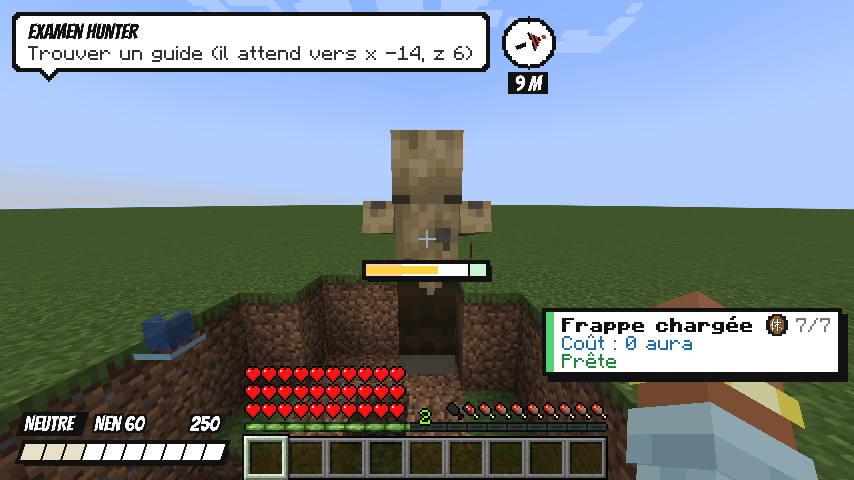 EXAMEN HUNTER
Trouver un guide (il attend vers x -14, z 6)
9 M
Frappe chargée 休 7/7
Coût : 0 aura
Prête
2
NEUTRE NEN 60 250